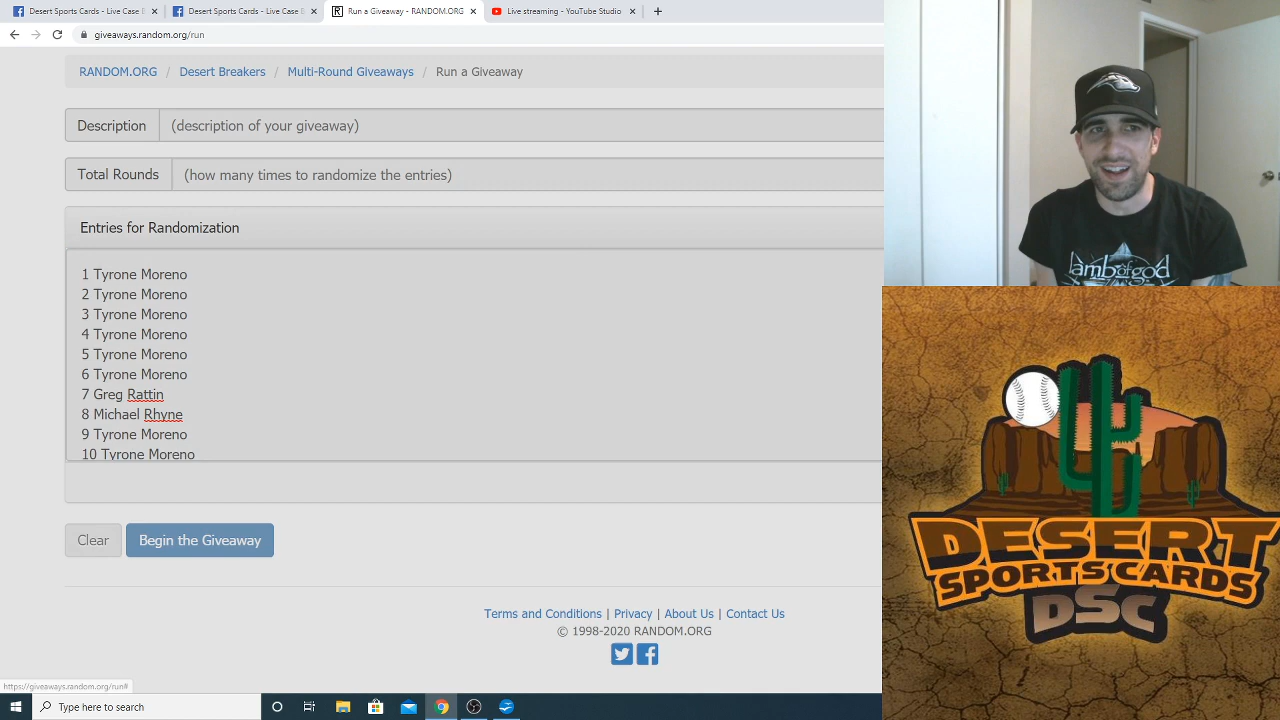 Desert Sports Cards - Live Case
Desert Sports Cards - Live Case
Run a Giveaway - RANDOM.ORG
Live streaming - YouTube Studio
giveaways.random.org/run
RANDOM.ORG / Desert Breakers / Multi-Round Giveaways / Run a Giveaway
Description (description of your giveaway)
Total Rounds (how many times to randomize the entries)
Entries for Randomization
1 Tyrone Moreno
2 Tyrone Moreno
3 Tyrone Moreno
4 Tyrone Moreno
5 Tyrone Moreno
6 Tyrone Moreno
7 Greg Rattin
8 Michael Rhyne
9 Tyrone Moreno
10 Tyrone Moreno
Clear
Begin the Giveaway
Terms and Conditions | Privacy | About Us | Contact Us
© 1998-2020 RANDOM.ORG
https://giveaways.random.org/run#
Type here to search
lamb of god
DESERT
SPORTS CARDS
DSC